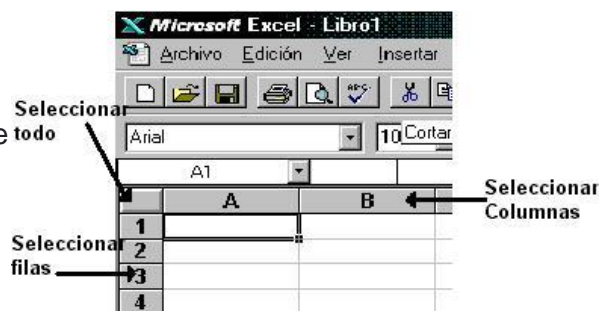 Microsoft Excel - Libro1
Archivo Edición Ver Insertar
ABC
Seleccionar
e todo
Arial
10
Cortar
A1
A B
Seleccionar
Columnas
1
Seleccionar
2
filas
3
4